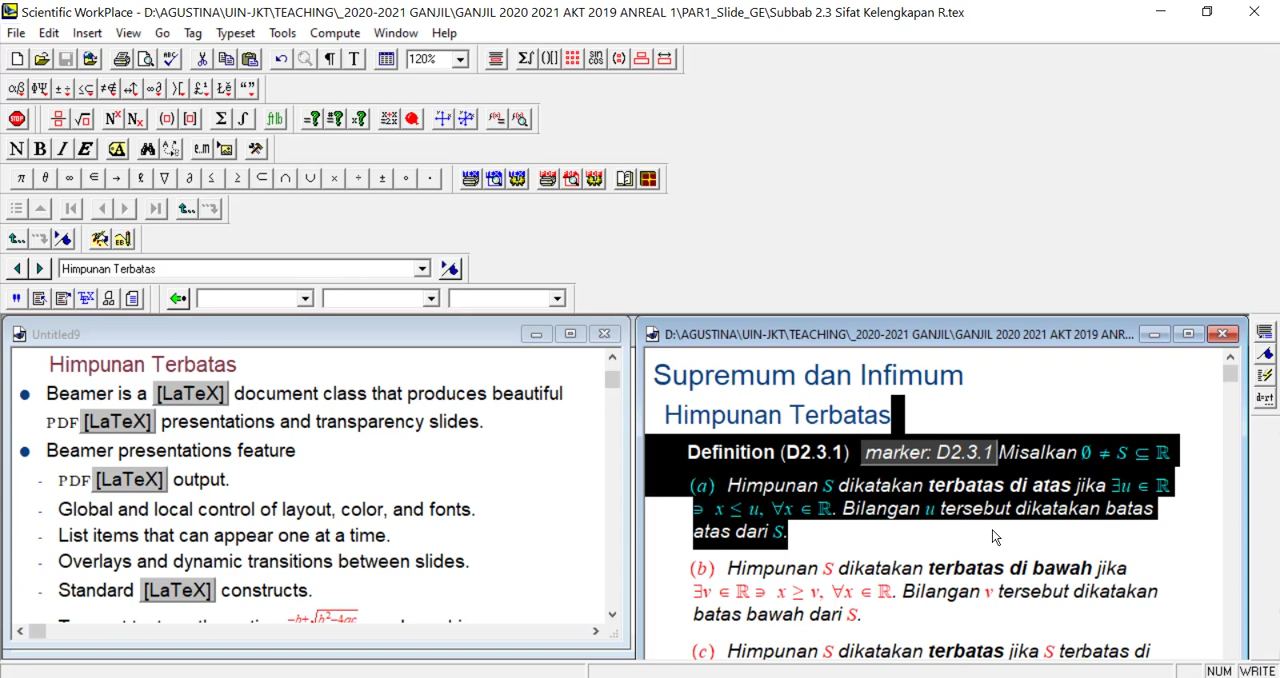 Scientific WorkPlace - D:\AGUSTINA\UIN-JKT\TEACHING\_2020-2021 GANJIL\GANJIL 2020 2021 AKT 2019 ANREAL 1\PAR1_Slide_GE\Subbab 2.3 Sifat Kelengkapan R.tex
File Edit Insert View Go Tag Typeset Tools Compute Window Help
120%
Himpunan Terbatas
Untitled9
Himpunan Terbatas
Beamer is a [LaTeX] document class that produces beautiful
PDF [LaTeX] presentations and transparency slides.
Beamer presentations feature
- PDF [LaTeX] output.
- Global and local control of layout, color, and fonts.
- List items that can appear one at a time.
- Overlays and dynamic transitions between slides.
- Standard [LaTeX] constructs.
D:\AGUSTINA\UIN-JKT\TEACHING\_2020-2021 GANJIL\GANJIL 2020 2021 AKT 2019 ANR...
Supremum dan Infimum
Himpunan Terbatas
Definition (D2.3.1) marker: D2.3.1 Misalkan ∅ ≠ S ⊆ ℝ
(a) Himpunan S dikatakan terbatas di atas jika ∃u ∈ ℝ
∋ x ≤ u, ∀x ∈ ℝ. Bilangan u tersebut dikatakan batas
atas dari S.
(b) Himpunan S dikatakan terbatas di bawah jika
∃v ∈ ℝ ∋ x ≥ v, ∀x ∈ ℝ. Bilangan v tersebut dikatakan
batas bawah dari S.
(c) Himpunan S dikatakan terbatas jika S terbatas di
NUM WRITE